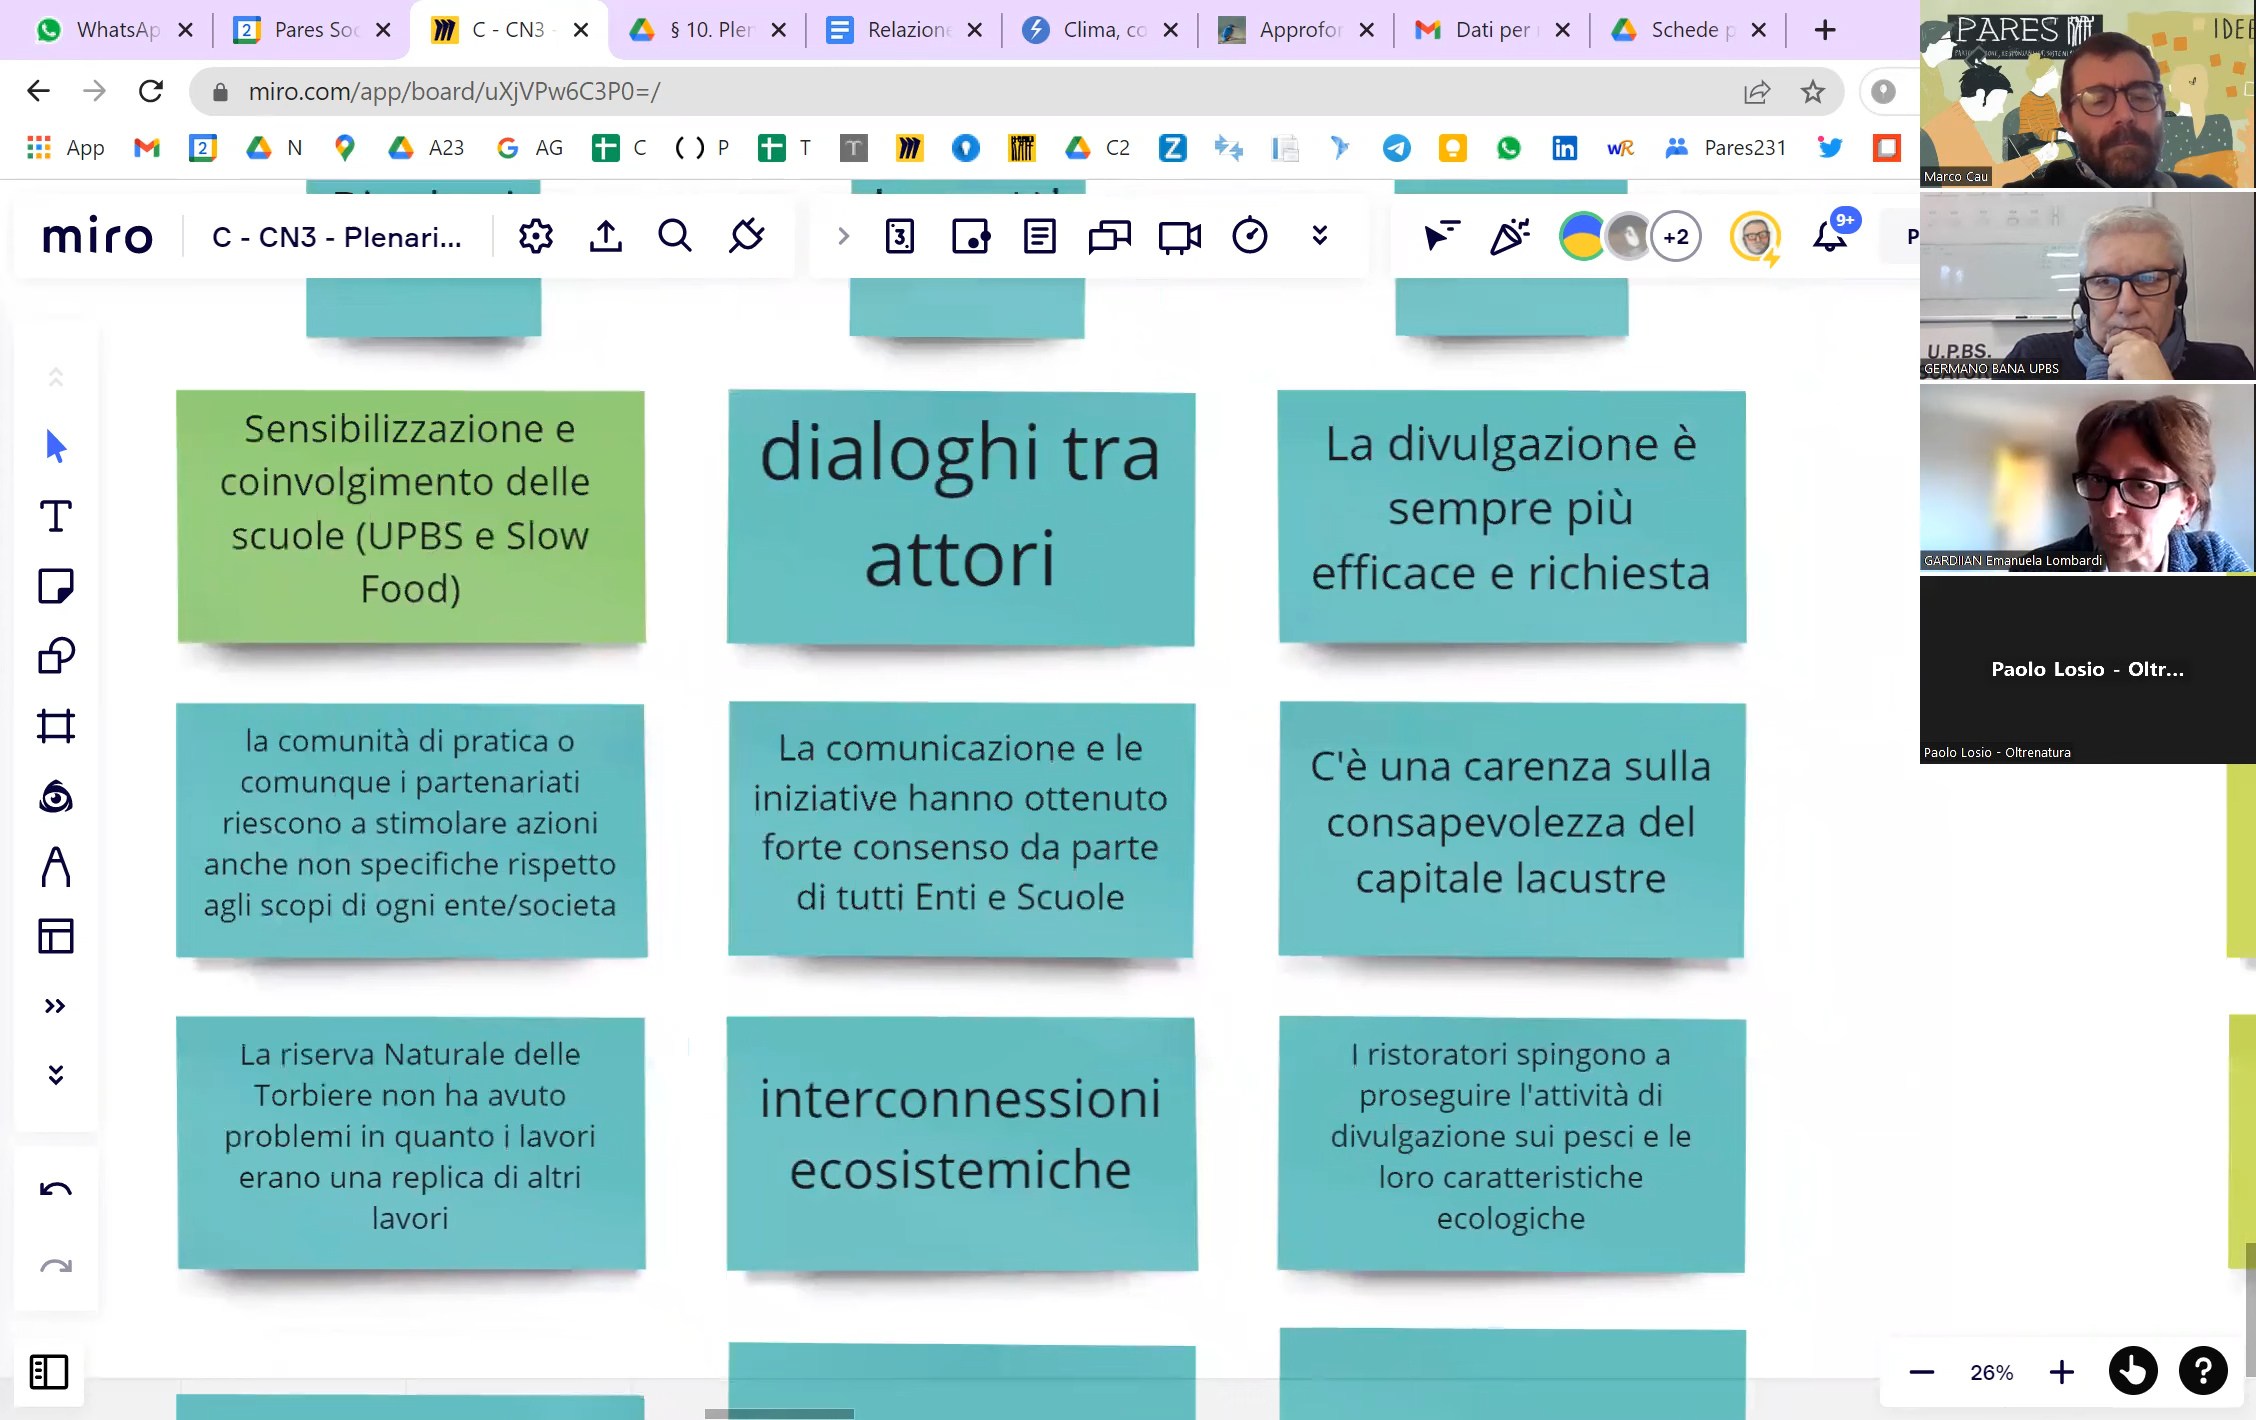 WhatsAp
Pares Soc
C - CN3 -
§ 10. Plen
Relazione
Clima, co
Approfor
Dati per
Schede p
miro.com/app/board/uXjVPw6C3P0=/
App
N
A23
AG
C
P
T
C2
Pares231
miro
C - CN3 - Plenari...
+2
9+
P
Sensibilizzazione e
coinvolgimento delle
scuole (UPBS e Slow
Food)
dialoghi tra
attori
La divulgazione è
sempre più
efficace e richiesta
la comunità di pratica o
comunque i partenariati
riescono a stimolare azioni
anche non specifiche rispetto
agli scopi di ogni ente/societa
La comunicazione e le
iniziative hanno ottenuto
forte consenso da parte
di tutti Enti e Scuole
C'è una carenza sulla
consapevolezza del
capitale lacustre
La riserva Naturale delle
Torbiere non ha avuto
problemi in quanto i lavori
erano una replica di altri
lavori
interconnessioni
ecosistemiche
I ristoratori spingono a
proseguire l'attività di
divulgazione sui pesci e le
loro caratteristiche
ecologiche
26%
PARES
IDEE
Marco Cau
U.P.BS.
GERMANO BANA UPBS
GARDIIAN Emanuela Lombardi
Paolo Losio - Oltr...
Paolo Losio - Oltrenatura